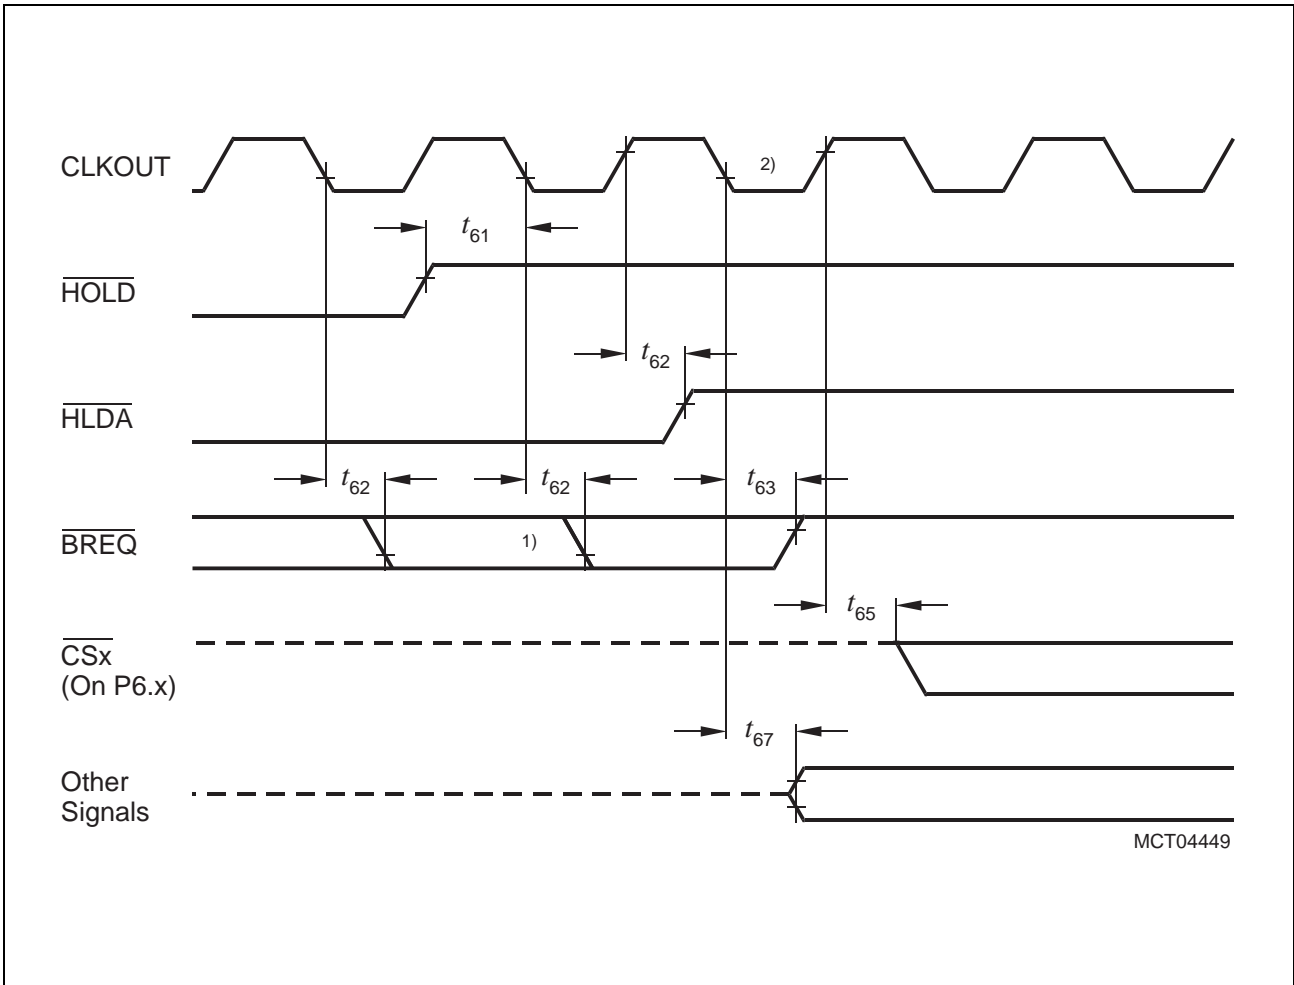 CLKOUT
2)
t61
HOLD
t62
HLDA
t62
t62
t63
BREQ
1)
t65
CSx
(On P6.x)
t67
Other
Signals
MCT04449